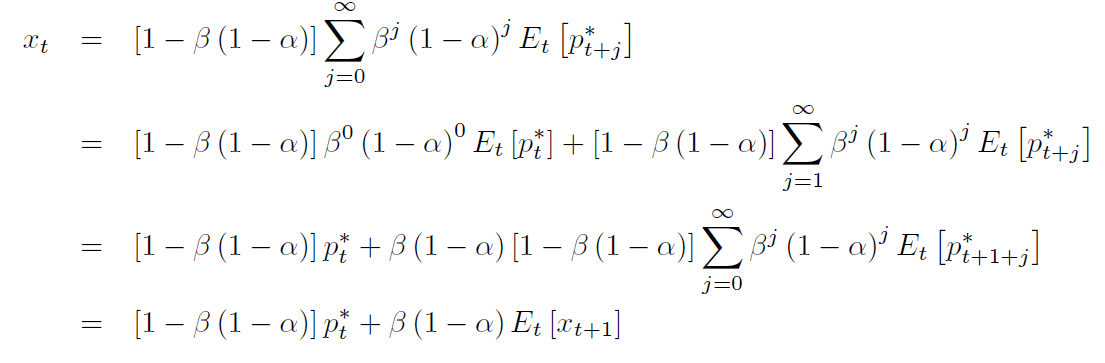 x_t = [1 − β (1 − α)] ∑_{j=0}^{∞} β^j (1 − α)^j E_t [p^*_{t+j}]
= [1 − β (1 − α)] β^0 (1 − α)^0 E_t [p^*_t] + [1 − β (1 − α)] ∑_{j=1}^{∞} β^j (1 − α)^j E_t [p^*_{t+j}]
= [1 − β (1 − α)] p^*_t + β (1 − α) [1 − β (1 − α)] ∑_{j=0}^{∞} β^j (1 − α)^j E_t [p^*_{t+1+j}]
= [1 − β (1 − α)] p^*_t + β (1 − α) E_t [x_{t+1}]